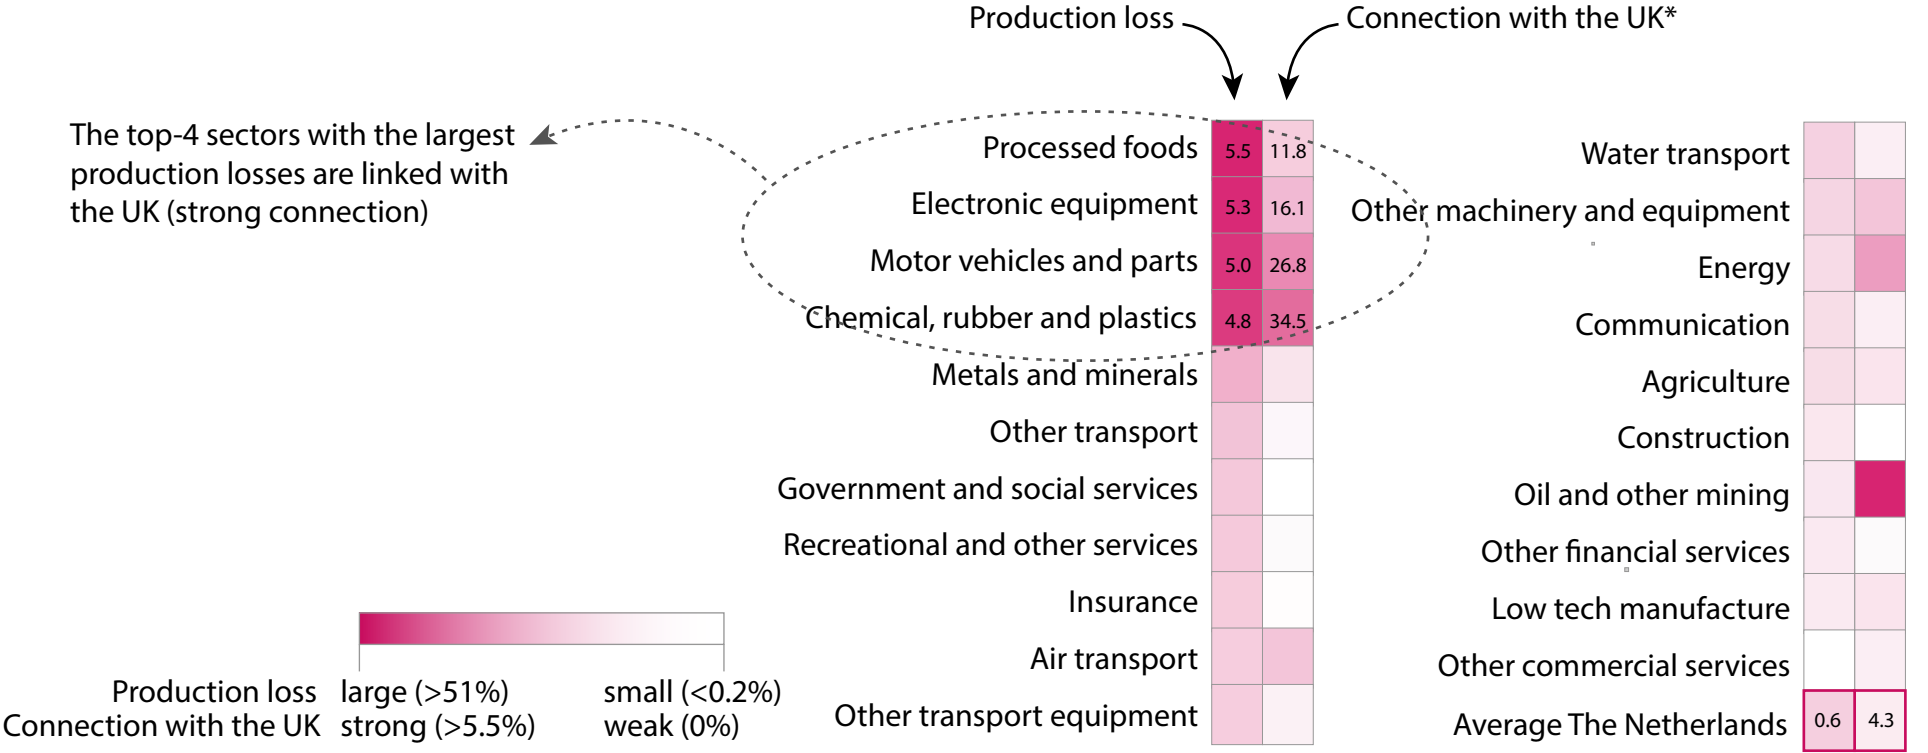 Production loss
Connection with the UK*
The top-4 sectors with the largest
production losses are linked with
the UK (strong connection)
Processed foods 5.5 11.8
Electronic equipment 5.3 16.1
Motor vehicles and parts 5.0 26.8
Chemical, rubber and plastics 4.8 34.5
Metals and minerals
Other transport
Government and social services
Recreational and other services
Insurance
Air transport
Other transport equipment
Water transport
Other machinery and equipment
Energy
Communication
Agriculture
Construction
Oil and other mining
Other financial services
Low tech manufacture
Other commercial services
Average The Netherlands 0.6 4.3
Production loss large (>51%) small (<0.2%)
Connection with the UK strong (>5.5%) weak (0%)